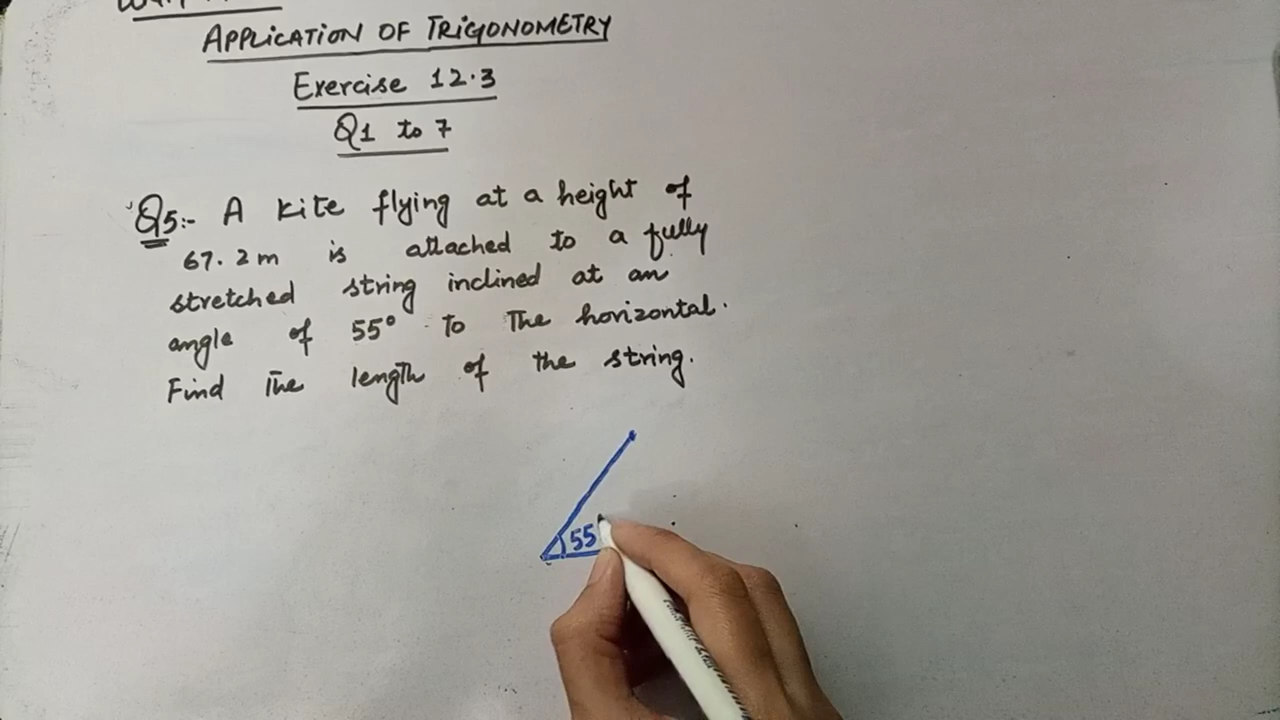 APPLICATION OF TRIGONOMETRY
Exercise 12.3
Q1 to 7
Q5:- A kite flying at a height of
67.2m is attached to a fully
stretched string inclined at an
angle of 55° to The horizontal.
Find The length of the string.
55